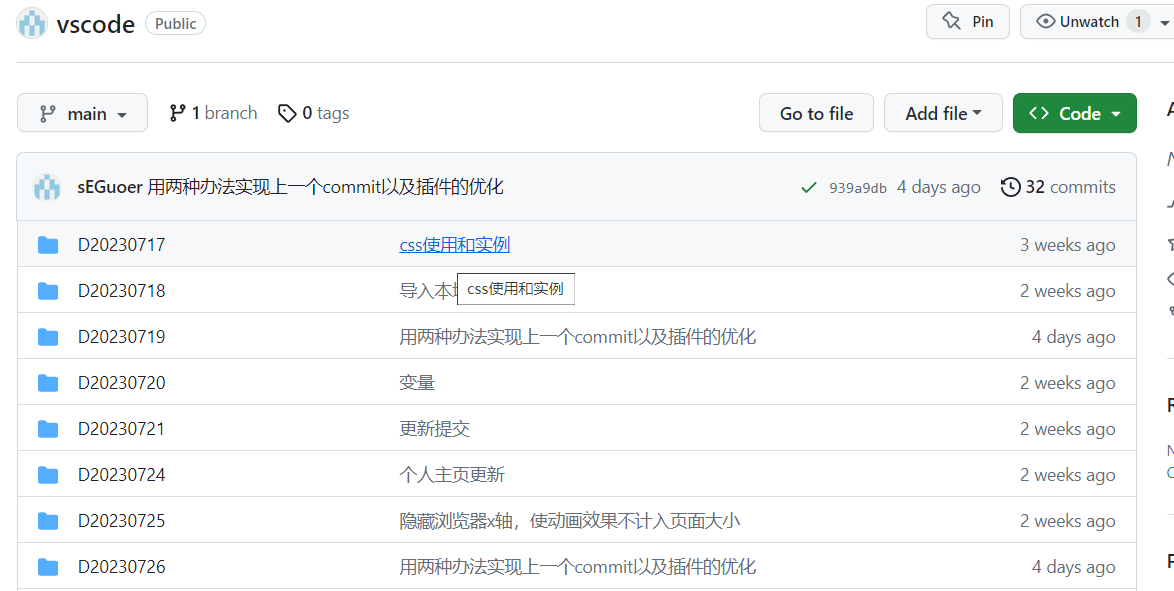 vscode Public Pin Unwatch 1
main 1 branch 0 tags Go to file Add file <> Code
sEGuoer 用两种办法实现上一个commit以及插件的优化 939a9db 4 days ago 32 commits
D20230717 css使用和实例 3 weeks ago
D20230718 导入本 css使用和实例 2 weeks ago
D20230719 用两种办法实现上一个commit以及插件的优化 4 days ago
D20230720 变量 2 weeks ago
D20230721 更新提交 2 weeks ago
D20230724 个人主页更新 2 weeks ago
D20230725 隐藏浏览器x轴，使动画效果不计入页面大小 2 weeks ago
D20230726 用两种办法实现上一个commit以及插件的优化 4 days ago